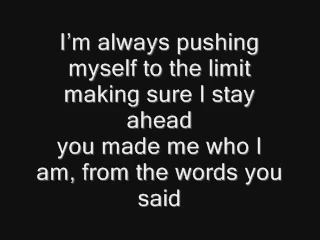 I’m always pushing
myself to the limit
making sure I stay
ahead
you made me who I
am, from the words you
said